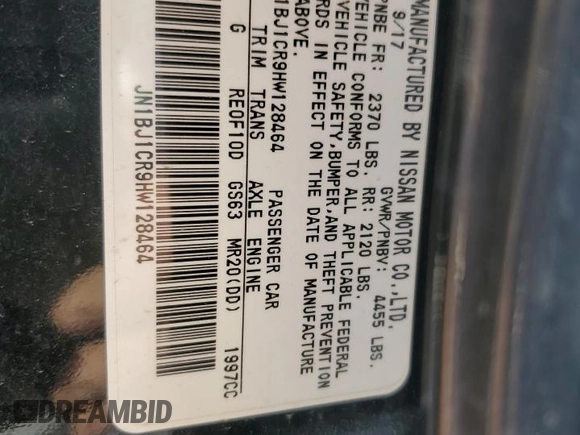 MANUFACTURED BY NISSAN MOTOR CO.,LTD.
9/17 GVWR/PNBV: 4455 LBS.
PNBE FR: 2370 LBS. RR: 2120 LBS.
VEHICLE CONFORMS TO ALL APPLICABLE FEDERAL
VEHICLE SAFETY,BUMPER,AND THEFT PREVENTION
RDS IN EFFECT ON THE DATE OF MANUFACTURE
ABOVE.
1BJ1CR9HW128464 PASSENGER CAR
TRIM TRANS AXLE ENGINE
G RE0F10D GS63 MR20(DD) 1997CC
JN1BJ1CR9HW128464
DREAMBID